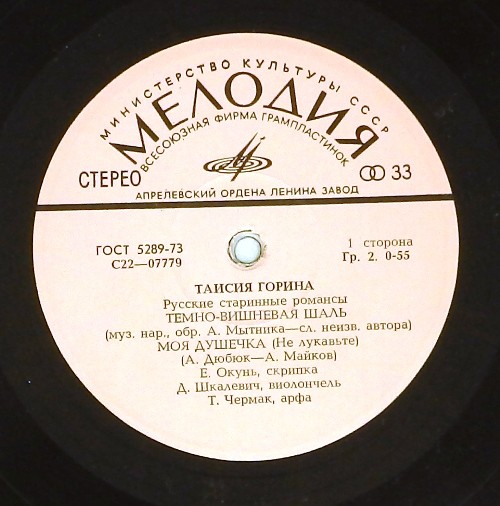 МИНИСТЕРСТВО КУЛЬТУРЫ СССР
МЕЛОДИЯ
ВСЕСОЮЗНАЯ ФИРМА ГРАМПЛАСТИНОК
СТЕРЕО
33
АПРЕЛЕВСКИЙ ОРДЕНА ЛЕНИНА ЗАВОД
ГОСТ 5289-73
С22—07779
1 сторона
Гр. 2. 0-55
ТАИСИЯ ГОРИНА
Русские старинные романсы
ТЕМНО-ВИШНЕВАЯ ШАЛЬ
(муз. нар., обр. А. Мытника—сл. неизв. автора)
МОЯ ДУШЕЧКА (Не лукавьте)
(А. Дюбюк—А. Майков)
Е. Окунь, скрипка
Д. Шкалевич, виолончель
Т. Чермак, арфа